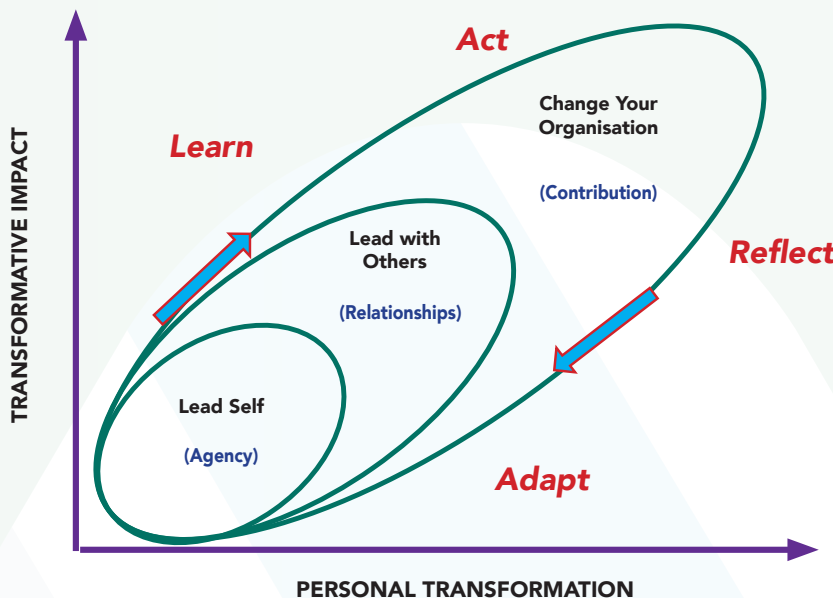 Act
Learn
Change Your
Organisation
(Contribution)
Reflect
Lead with
Others
(Relationships)
Lead Self
(Agency)
Adapt
TRANSFORMATIVE IMPACT
PERSONAL TRANSFORMATION